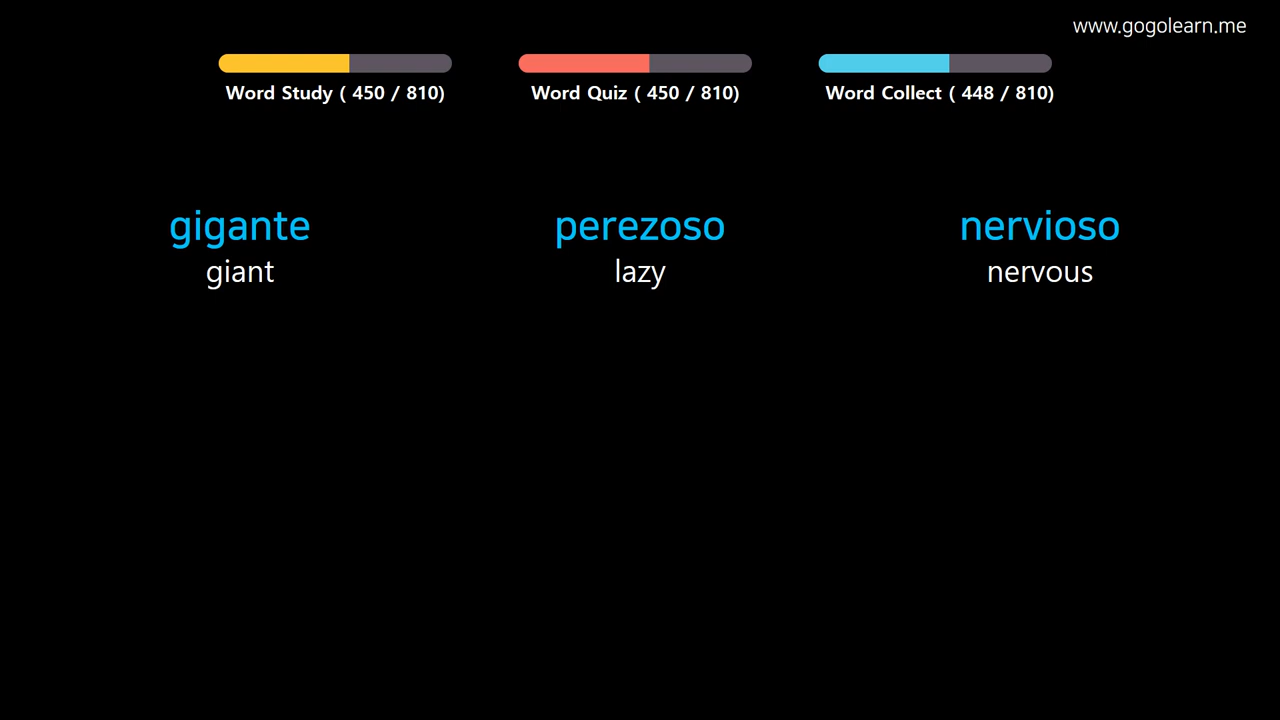 www.gogolearn.me
Word Study ( 450 / 810)
Word Quiz ( 450 / 810)
Word Collect ( 448 / 810)
gigante
giant
perezoso
lazy
nervioso
nervous